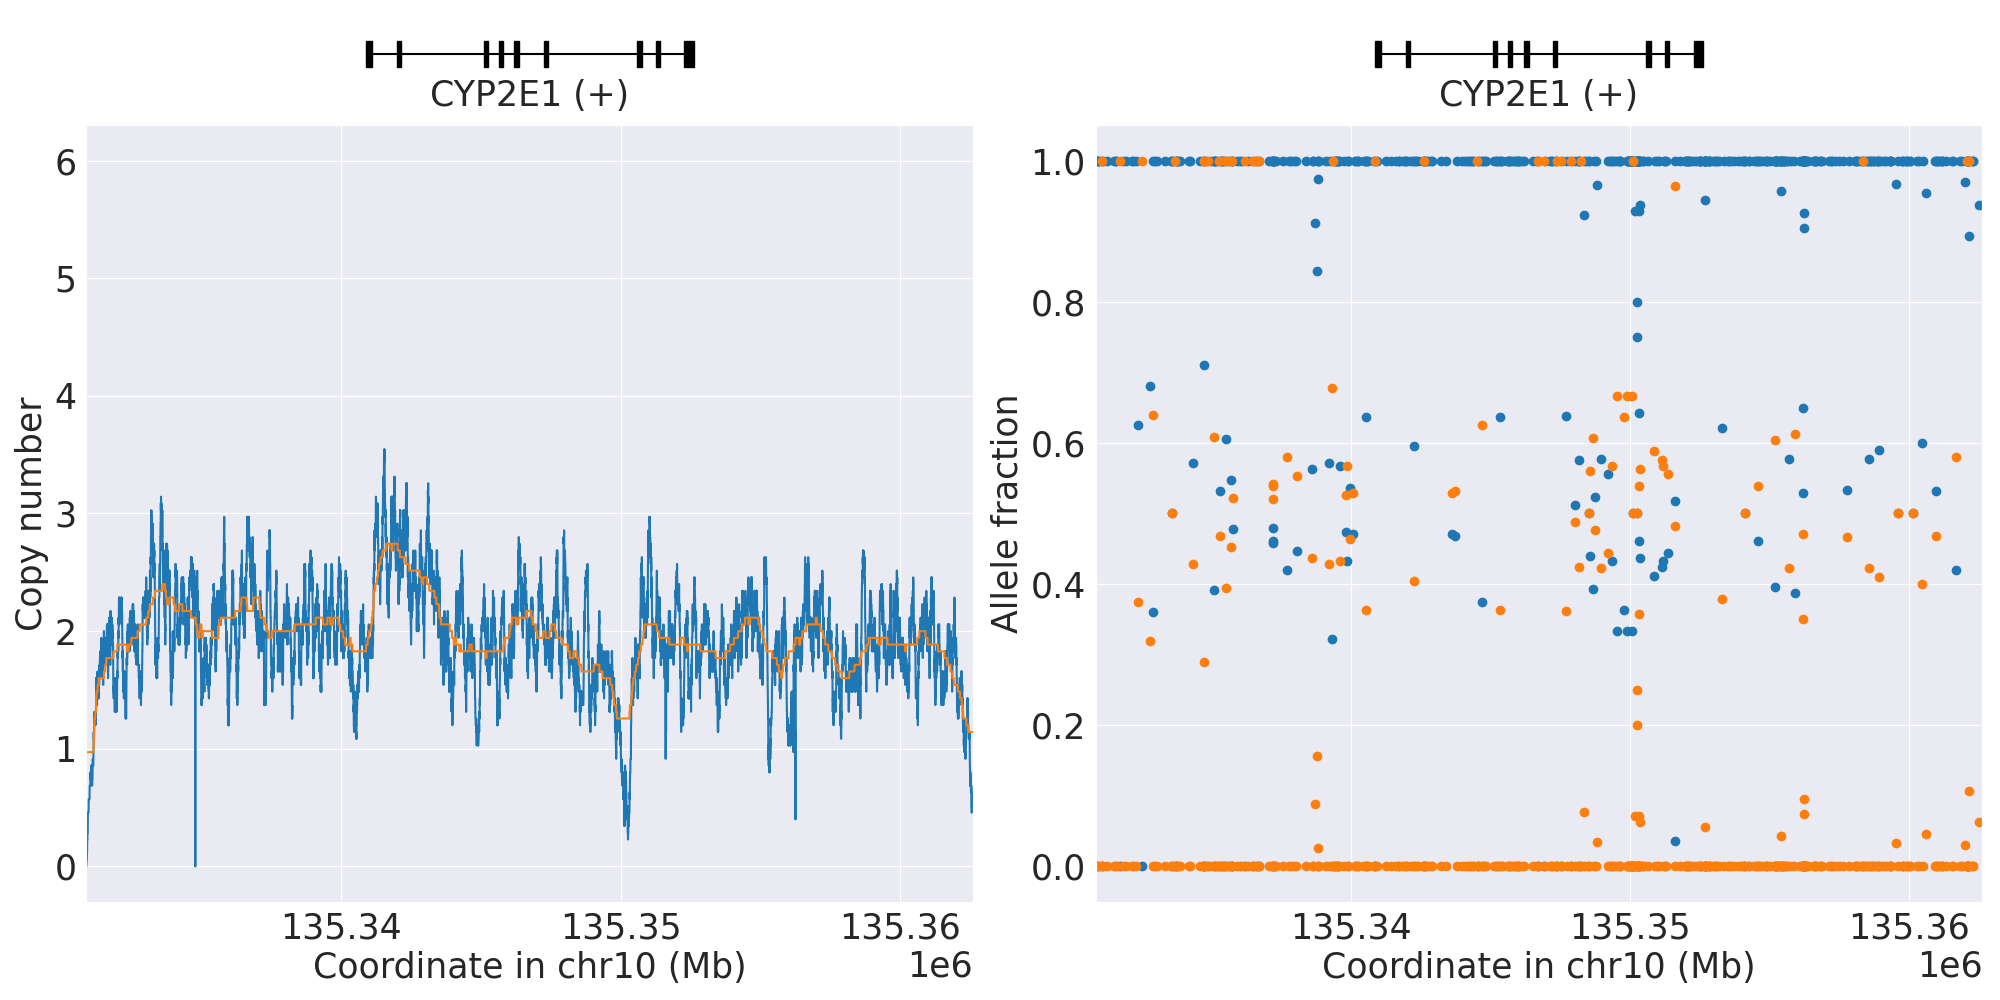 CYP2E1 (+)
CYP2E1 (+)
Copy number
6
5
4
3
2
1
0
135.34
135.35
135.36
Coordinate in chr10 (Mb)
1e6
Allele fraction
1.0
0.8
0.6
0.4
0.2
0.0
135.34
135.35
135.36
Coordinate in chr10 (Mb)
1e6